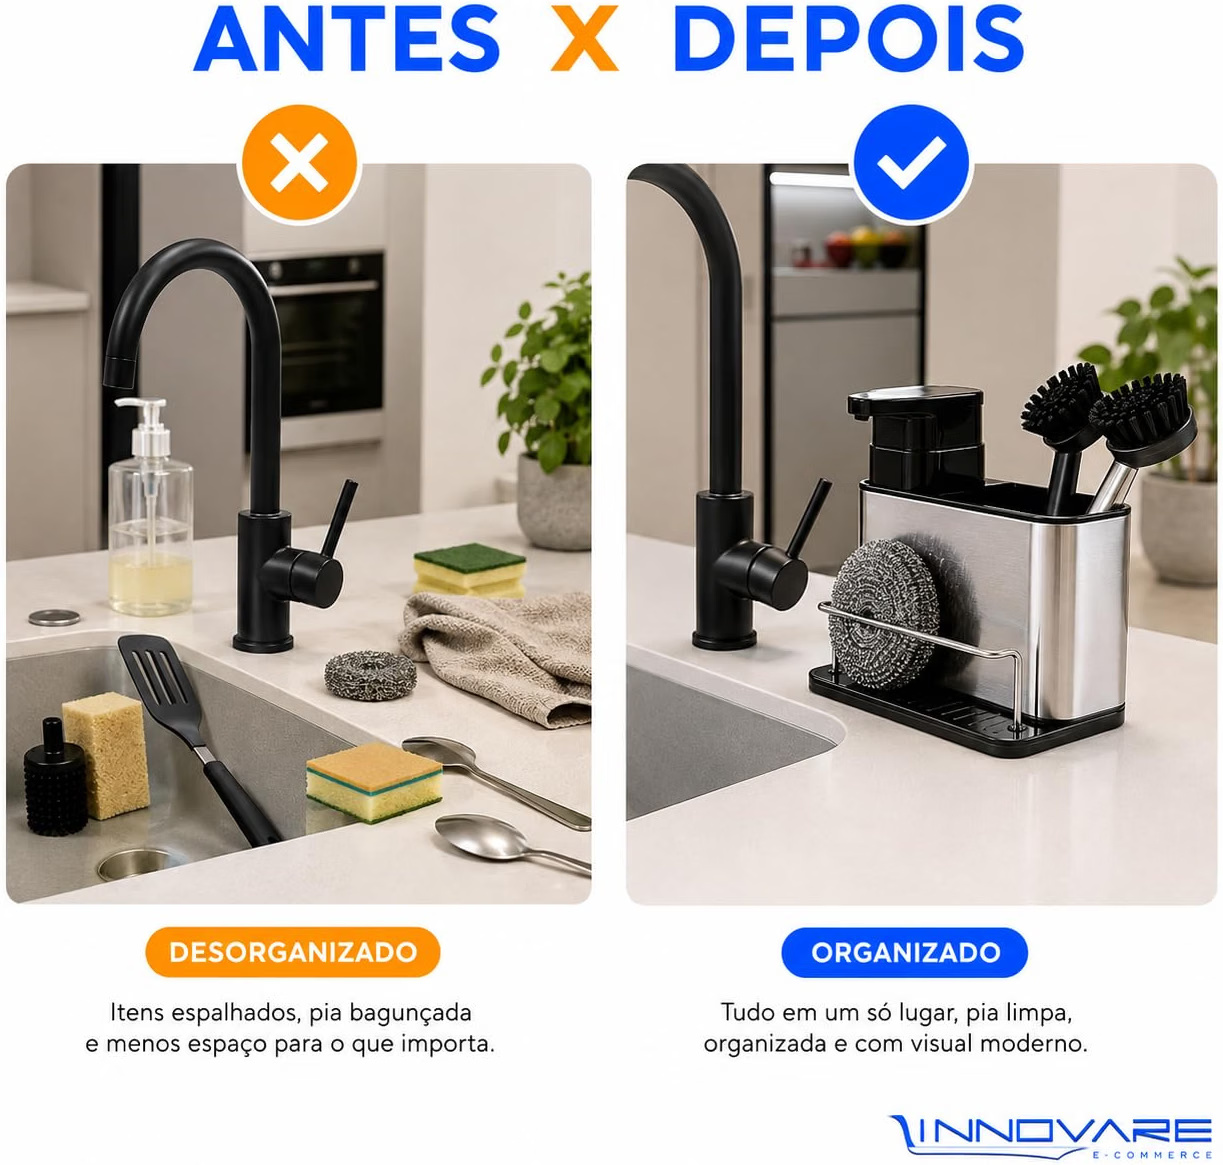 ANTES X DEPOIS
DESORGANIZADO
Itens espalhados, pia bagunçada
e menos espaço para o que importa.
ORGANIZADO
Tudo em um só lugar, pia limpa,
organizada e com visual moderno.
INNOVARE
E-COMMERCE